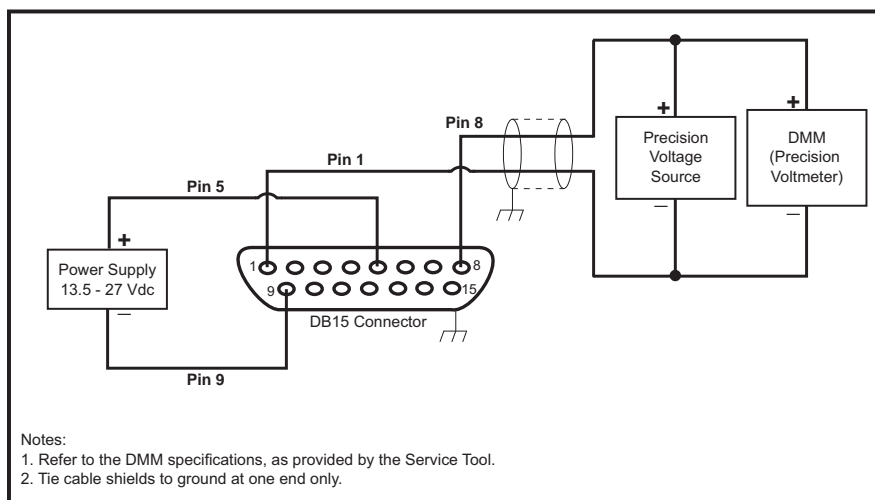 Pin 8
Pin 1
Pin 5
+
+
Precision
Voltage
Source
–
DMM
(Precision
Voltmeter)
–
+
Power Supply
13.5 - 27 Vdc
–
1
8
9
15
DB15 Connector
Pin 9
Notes:
1. Refer to the DMM specifications, as provided by the Service Tool.
2. Tie cable shields to ground at one end only.